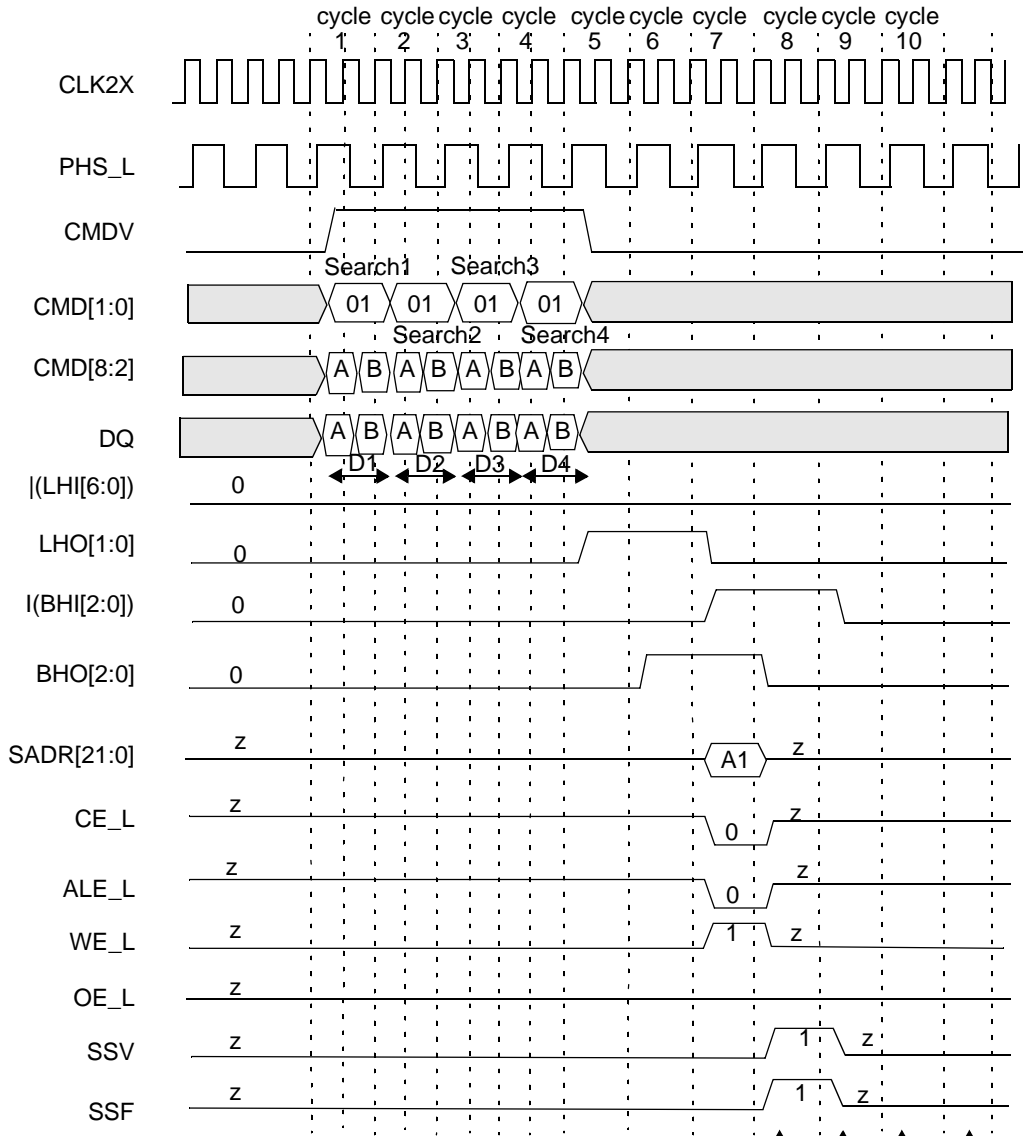 cycle cycle cycle cycle cycle cycle cycle cycle cycle cycle
1 2 3 4 5 6 7 8 9 10
CLK2X
PHS_L
CMDV
Search1 Search3
CMD[1:0] 01 01 01 01
Search2 Search4
CMD[8:2] A B A B A B A B
DQ A B A B A B A B
D1 D2 D3 D4
|(LHI[6:0]) 0
LHO[1:0] 0
I(BHI[2:0]) 0
BHO[2:0] 0
SADR[21:0] z A1 z
CE_L z 0 z
ALE_L z 0 z
WE_L z 1 z
OE_L z
SSV z 1 z
SSF z 1 z